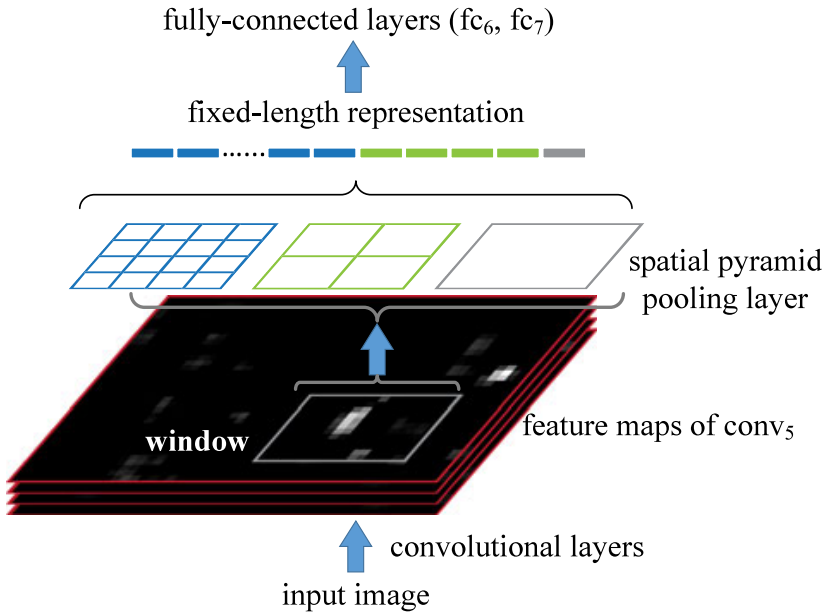 fully-connected layers (fc₆, fc₇)
fixed-length representation
spatial pyramid
pooling layer
window
feature maps of conv₅
convolutional layers
input image